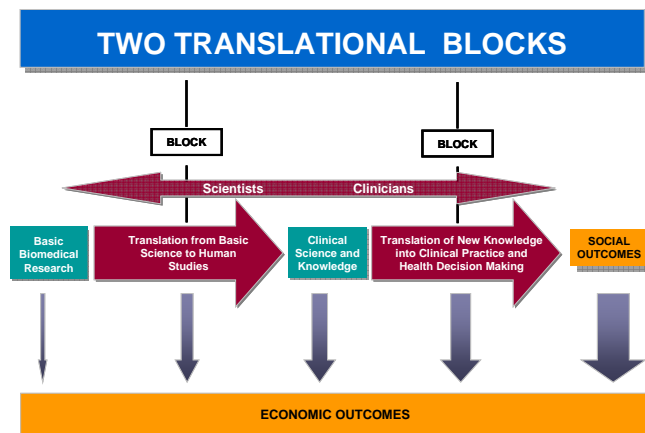 TWO TRANSLATIONAL BLOCKS
BLOCK
BLOCK
Scientists
Clinicians
Basic
Biomedical
Research
Translation from Basic
Science to Human
Studies
Clinical
Science and
Knowledge
Translation of New Knowledge
into Clinical Practice and
Health Decision Making
SOCIAL
OUTCOMES
ECONOMIC OUTCOMES